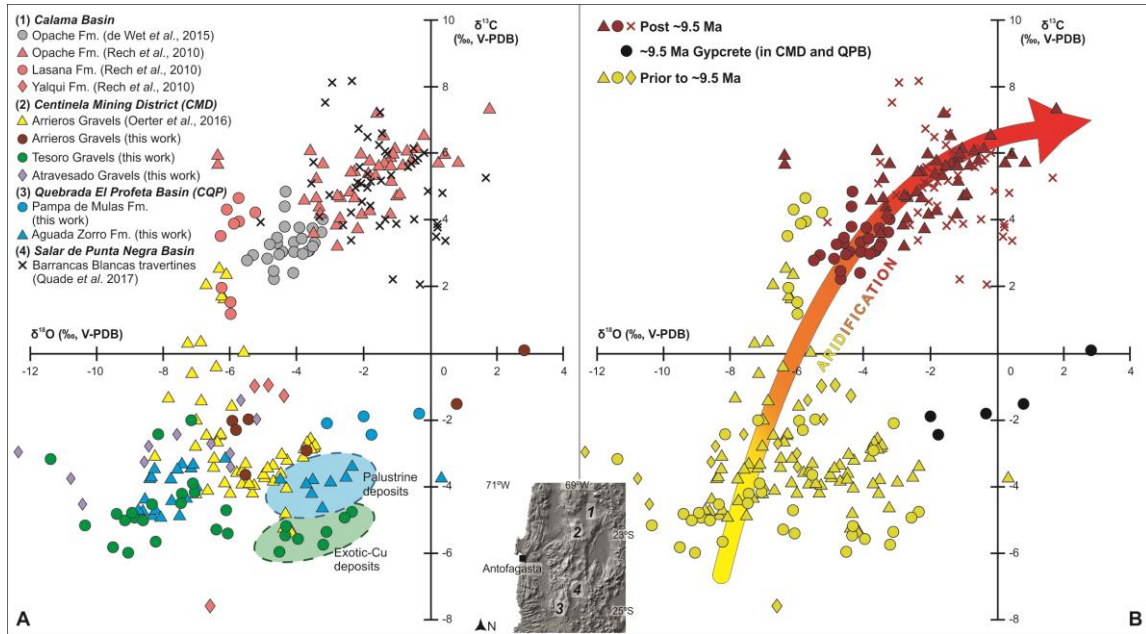 (1) Calama Basin
Opache Fm. (de Wet et al., 2015)
Opache Fm. (Rech et al., 2010)
Lasana Fm. (Rech et al., 2010)
Yalqui Fm. (Rech et al., 2010)
(2) Centinela Mining District (CMD)
Arrieros Gravels (Oerter et al., 2016)
Arrieros Gravels (this work)
Tesoro Gravels (this work)
Atravesado Gravels (this work)
(3) Quebrada El Profeta Basin (CQP)
Pampa de Mulas Fm.
(this work)
Aguada Zorro Fm. (this work)
(4) Salar de Punta Negra Basin
Barrancas Blancas travertines
(Quade et al. 2017)
δ¹³C
(‰, V-PDB)
10
8
6
4
2
δ¹⁸O (‰, V-PDB)
-12
-10
-8
-6
-4
-2
0
2
4
-2
-4
-6
-8
Palustrine
deposits
Exotic-Cu
deposits
A
71°W
69°W
1
2
23°S
Antofagasta
4
3
25°S
N
Post ~9.5 Ma
~9.5 Ma Gypcrete (in CMD and QPB)
Prior to ~9.5 Ma
δ¹³C
(‰, V-PDB)
10
8
6
4
2
ARIDIFICATION
δ¹⁸O (‰, V-PDB)
-12
-10
-8
-6
-4
-2
0
2
4
-2
-4
-6
-8
B